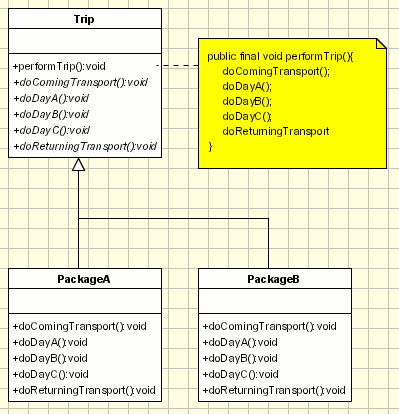 Trip
+performTrip():void
+doComingTransport():void
+doDayA():void
+doDayB():void
+doDayC():void
+doReturningTransport():void
public final void performTrip(){
doComingTransport();
doDayA();
doDayB();
doDayC();
doReturningTransport
}
PackageA
+doComingTransport():void
+doDayA():void
+doDayB():void
+doDayC():void
+doReturningTransport():void
PackageB
+doComingTransport():void
+doDayA():void
+doDayB():void
+doDayC():void
+doReturningTransport():void